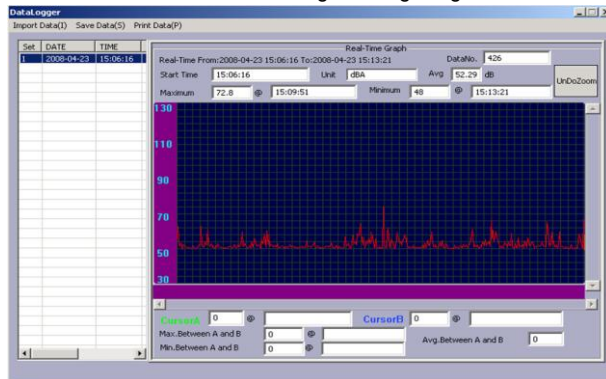 DataLogger
Import Data(I) Save Data(S) Print Data(P)
Set DATE TIME
1 2008-04-23 15:06:16
Real-Time Graph
Real-Time From:2008-04-23 15:06:16 To:2008-04-23 15:13:21 DataNo. 426
Start Time 15:06:16 Unit dBA Avg 52.29 dB
UnDoZoom
Maximum 72.8 @ 15:09:51 Minimum 48 @ 15:13:21
130
110
90
70
50
30
CursorA 0 @ CursorB 0 @
Max.Between A and B 0 @
Avg.Between A and B 0
Min.Between A and B 0 @